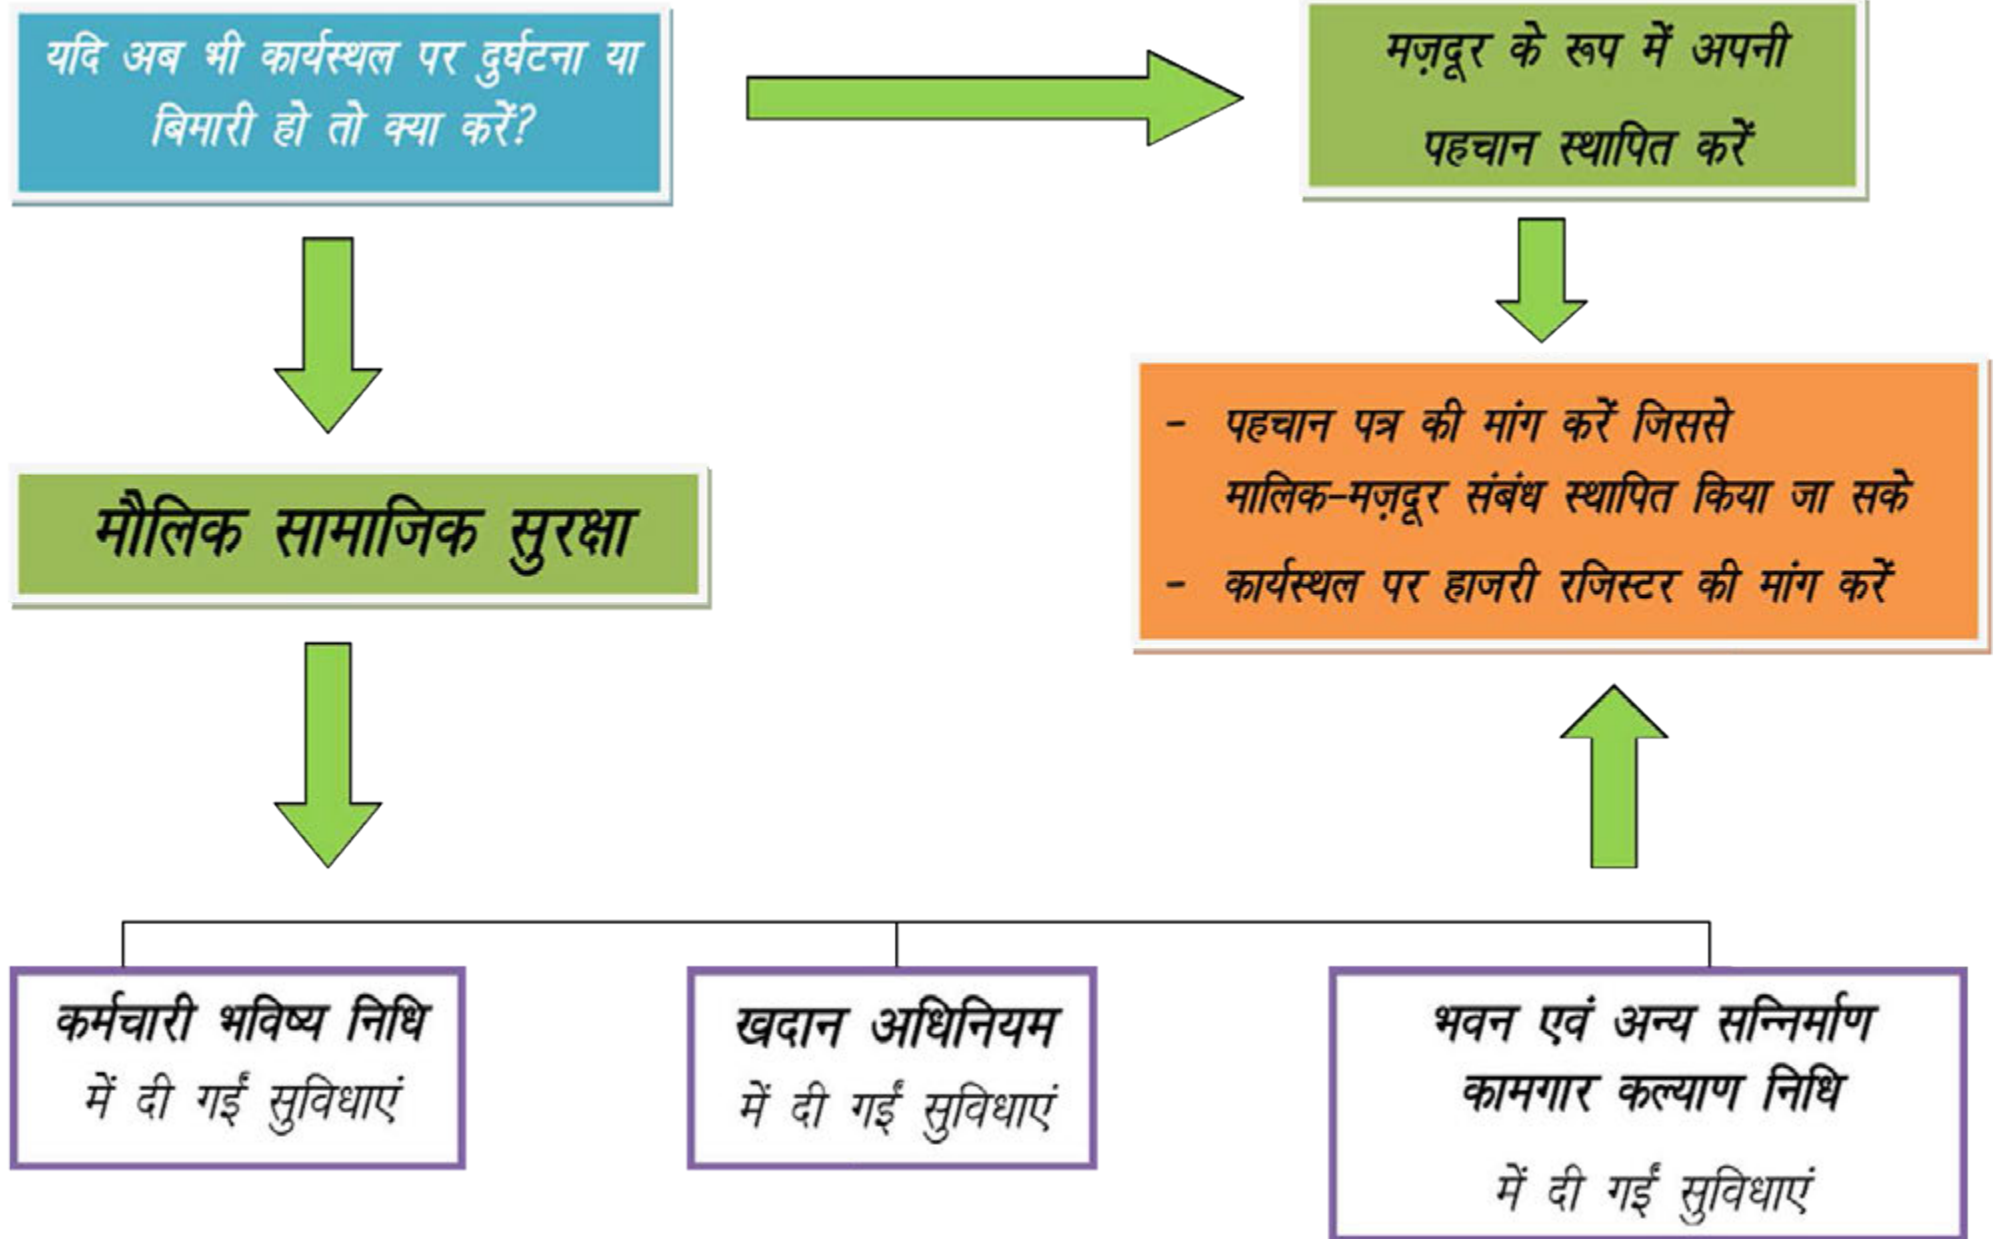 यदि अब भी कार्यस्थल पर दुर्घटना या
बिमारी हो तो क्या करें?
मज़दूर के रूप में अपनी
पहचान स्थापित करें
- पहचान पत्र की मांग करें जिससे
मालिक-मज़दूर संबंध स्थापित किया जा सके
- कार्यस्थल पर हाजरी रजिस्टर की मांग करें
मौलिक सामाजिक सुरक्षा
कर्मचारी भविष्य निधि
में दी गईं सुविधाएं
खदान अधिनियम
में दी गईं सुविधाएं
भवन एवं अन्य सन्निर्माण
कामगार कल्याण निधि
में दी गईं सुविधाएं